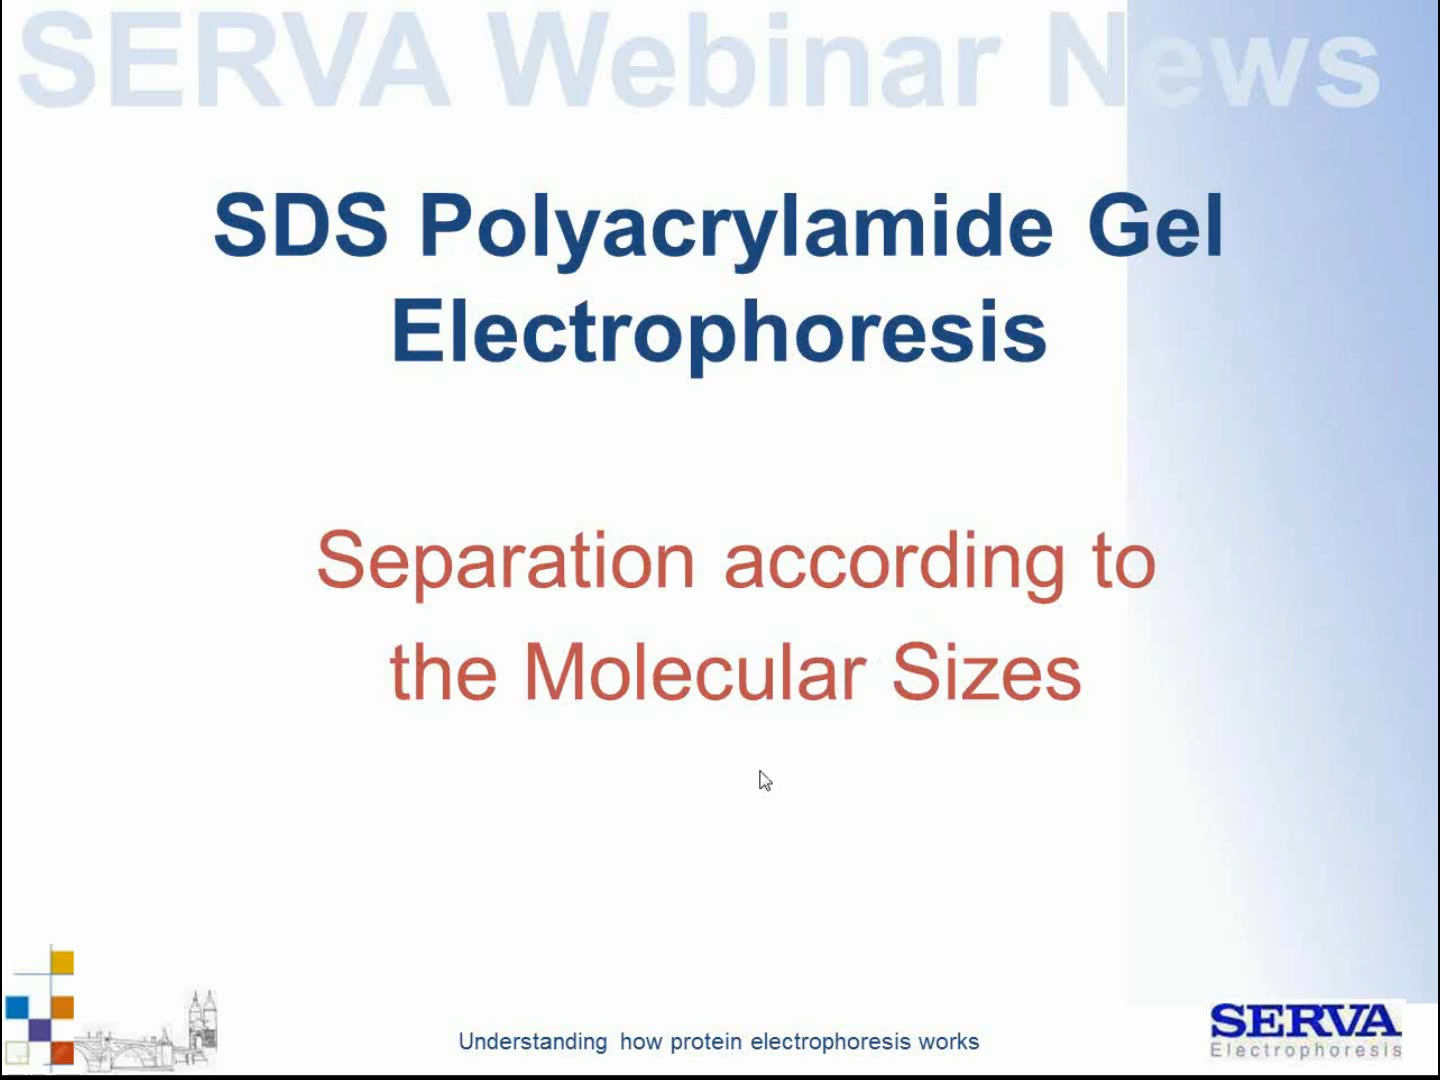 SERVA Webinar News
SDS Polyacrylamide Gel
Electrophoresis
Separation according to
the Molecular Sizes
Understanding how protein electrophoresis works
SERVA
Electrophoresis